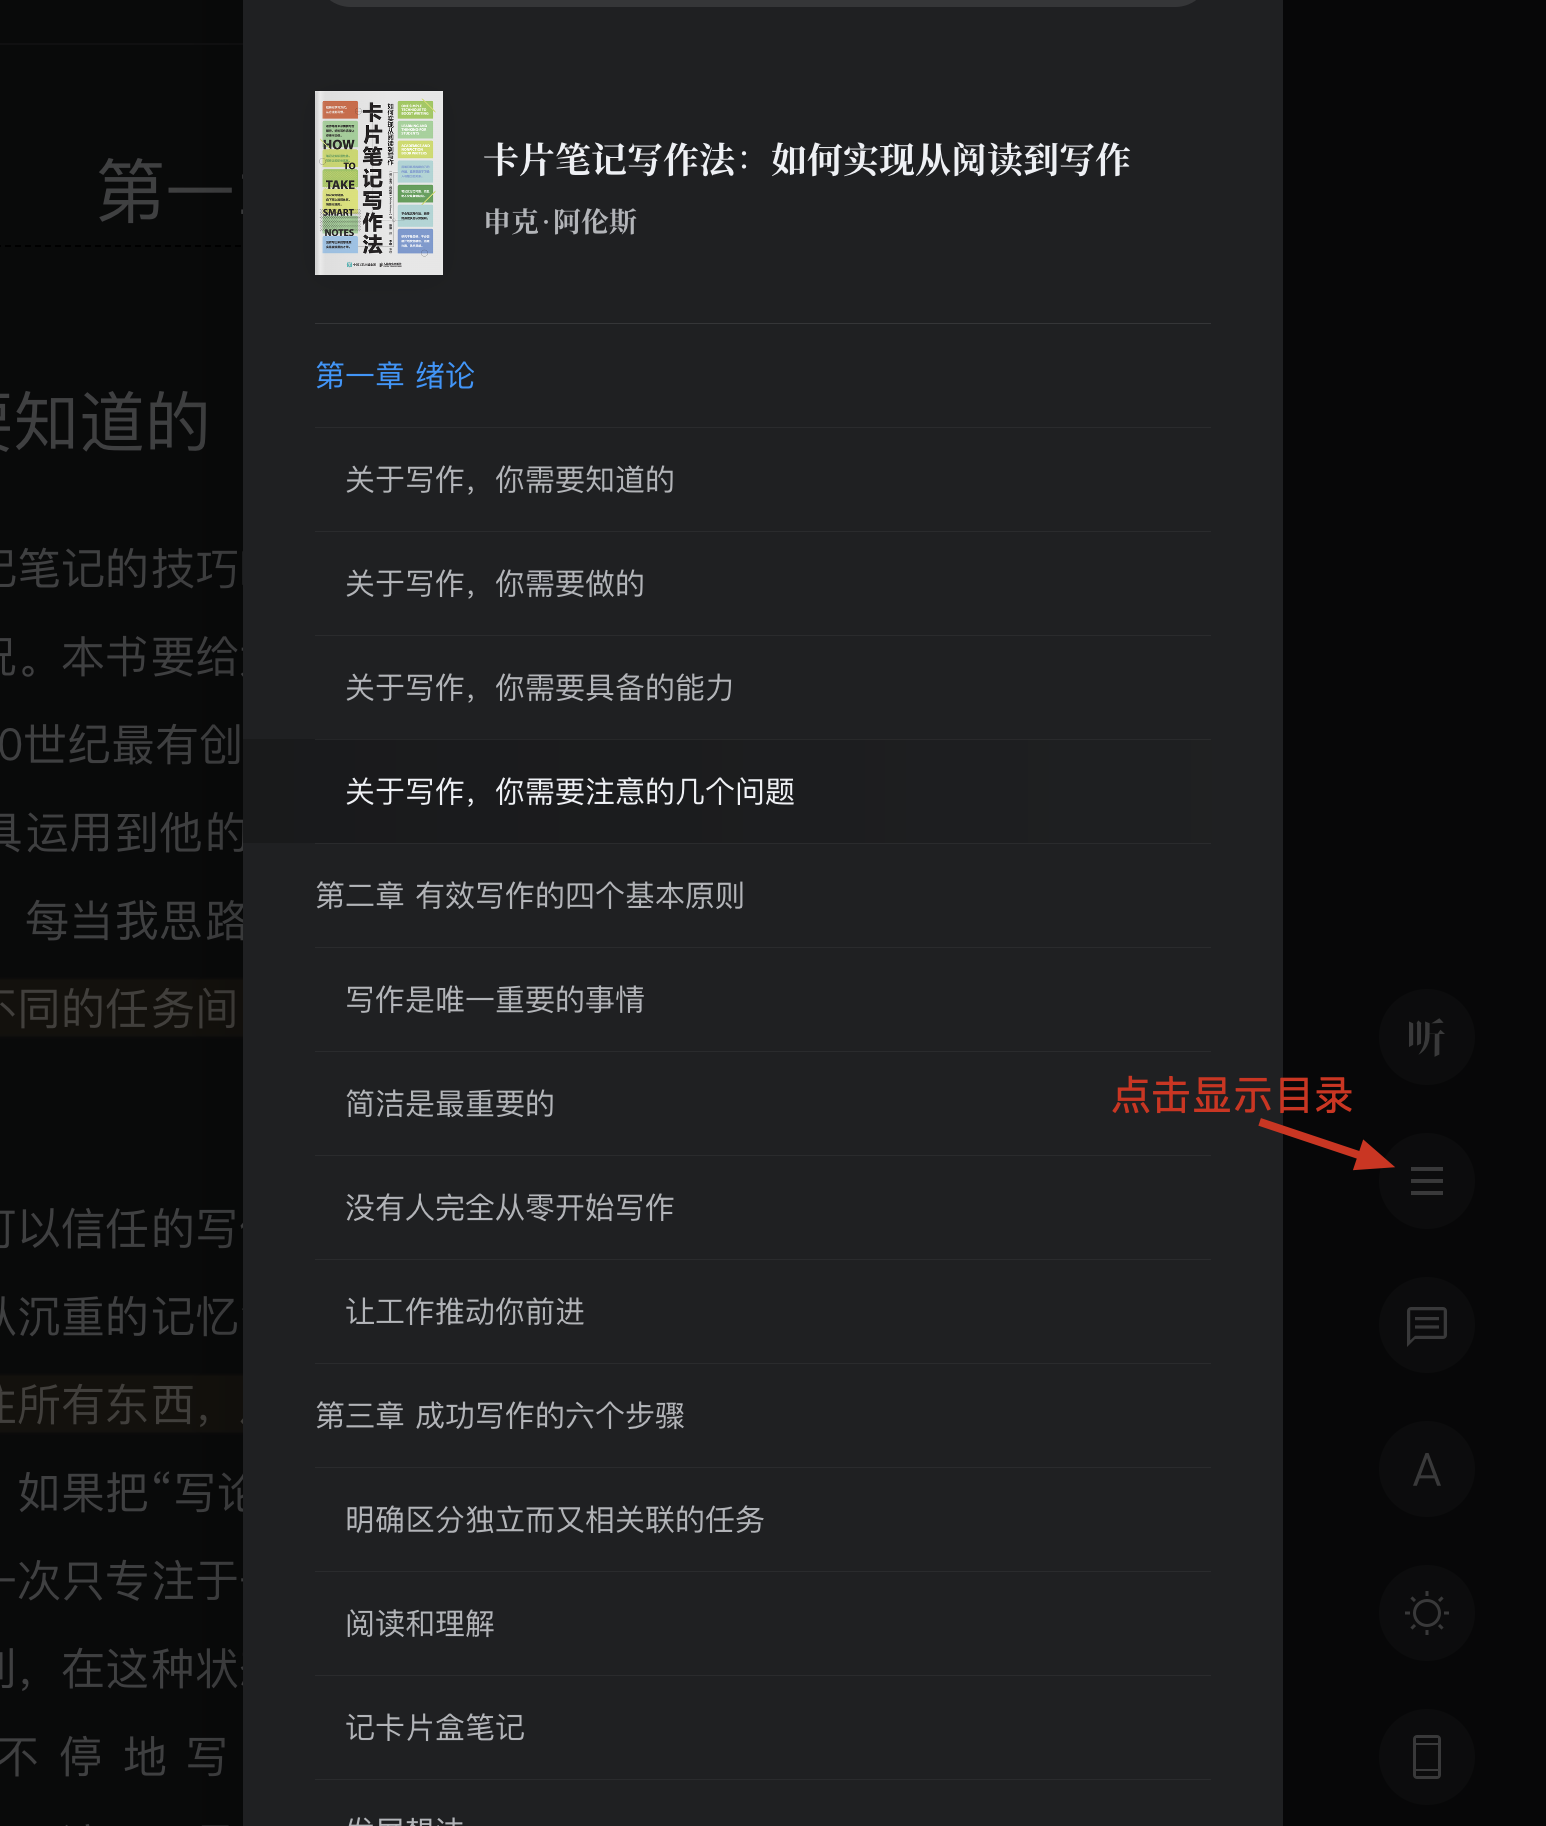 卡片笔记写作法
HOW
TO
TAKE
SMART
NOTES
卡片笔记写作法：如何实现从阅读到写作
申克·阿伦斯
第一章 绪论
关于写作，你需要知道的
关于写作，你需要做的
关于写作，你需要具备的能力
关于写作，你需要注意的几个问题
第二章 有效写作的四个基本原则
写作是唯一重要的事情
简洁是最重要的
没有人完全从零开始写作
让工作推动你前进
第三章 成功写作的六个步骤
明确区分独立而又相关联的任务
阅读和理解
记卡片盒笔记
第一
要知道的
记笔记的技巧
况。本书要给
0世纪最有创
具运用到他的
每当我思路
不同的任务间
可以信任的写
从沉重的记忆
住所有东西，
如果把“写论
一次只专注于
，在这种状
不停地写
听
点击显示目录
A